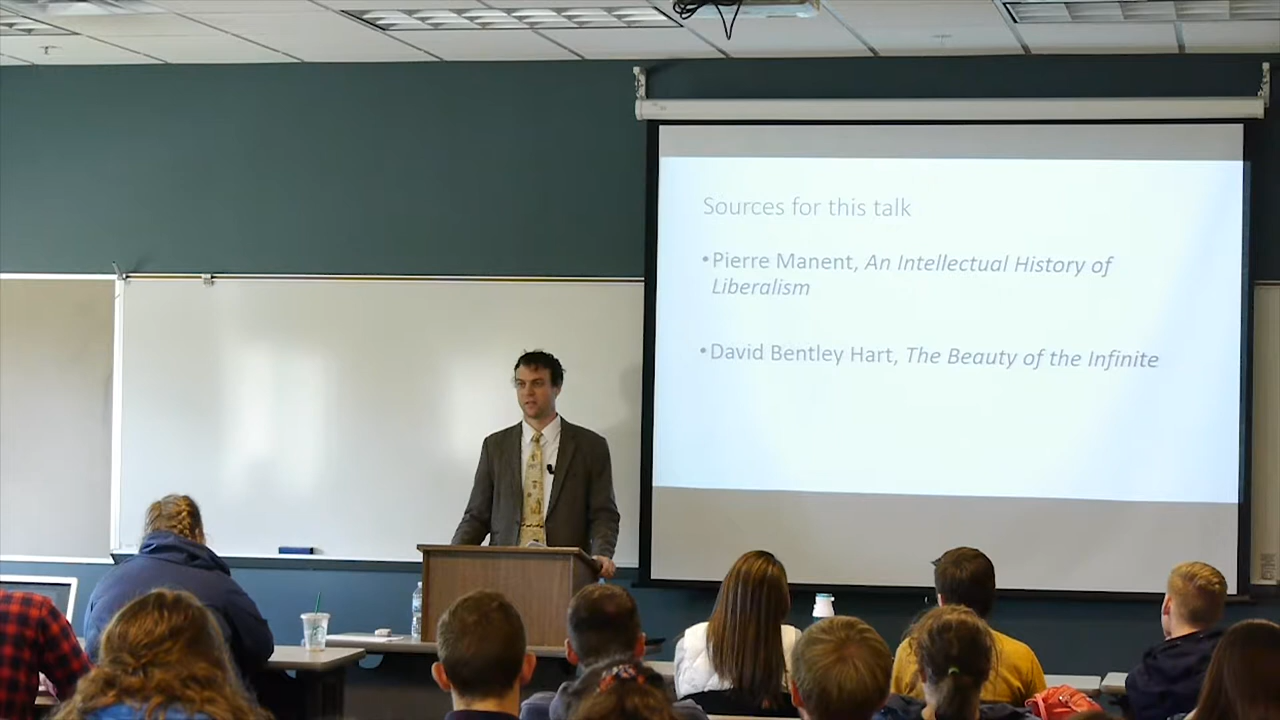 Sources for this talk
•Pierre Manent, An Intellectual History of
Liberalism
•David Bentley Hart, The Beauty of the Infinite